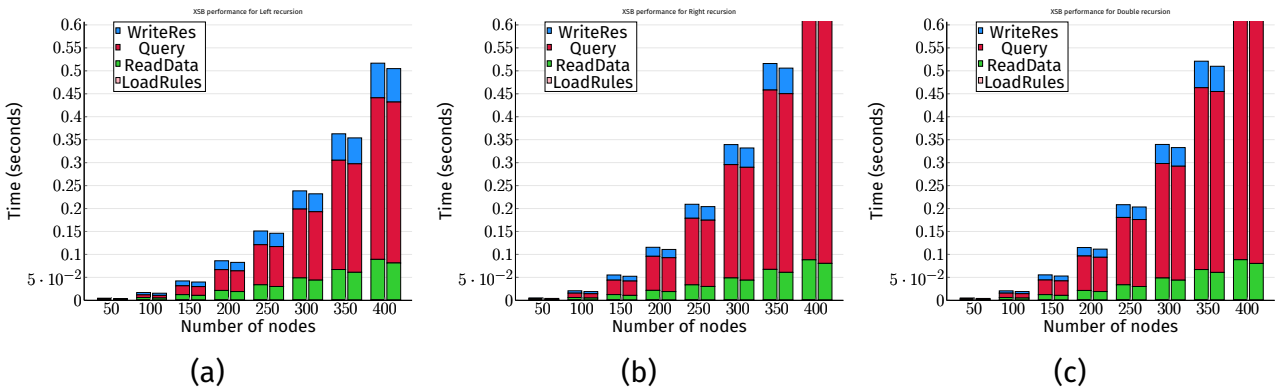 XSB performance for Left recursion
0.6
0.55
0.5
0.45
0.4
0.35
0.3
0.25
0.2
0.15
0.1
5 · 10⁻²
0
Time (seconds)
WriteRes
Query
ReadData
LoadRules
50 100 150 200 250 300 350 400
Number of nodes
(a)
XSB performance for Right recursion
0.6
0.55
0.5
0.45
0.4
0.35
0.3
0.25
0.2
0.15
0.1
5 · 10⁻²
0
Time (seconds)
WriteRes
Query
ReadData
LoadRules
50 100 150 200 250 300 350 400
Number of nodes
(b)
XSB performance for Double recursion
0.6
0.55
0.5
0.45
0.4
0.35
0.3
0.25
0.2
0.15
0.1
5 · 10⁻²
0
Time (seconds)
WriteRes
Query
ReadData
LoadRules
50 100 150 200 250 300 350 400
Number of nodes
(c)